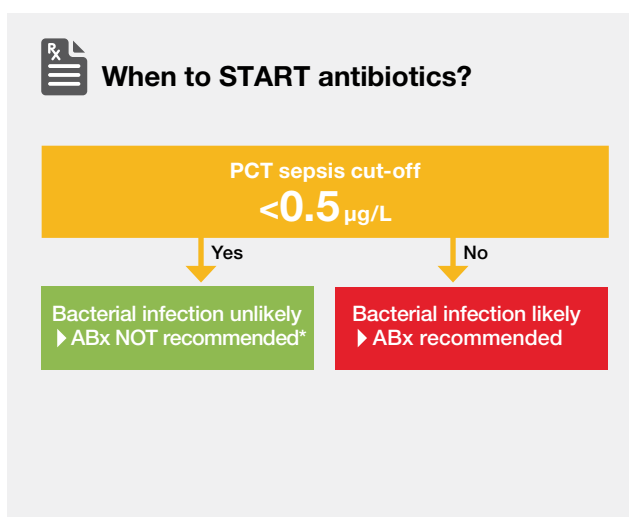 Rx
When to START antibiotics?
PCT sepsis cut-off
<0.5 µg/L
Yes
No
Bacterial infection unlikely
▶ ABx NOT recommended*
Bacterial infection likely
▶ ABx recommended